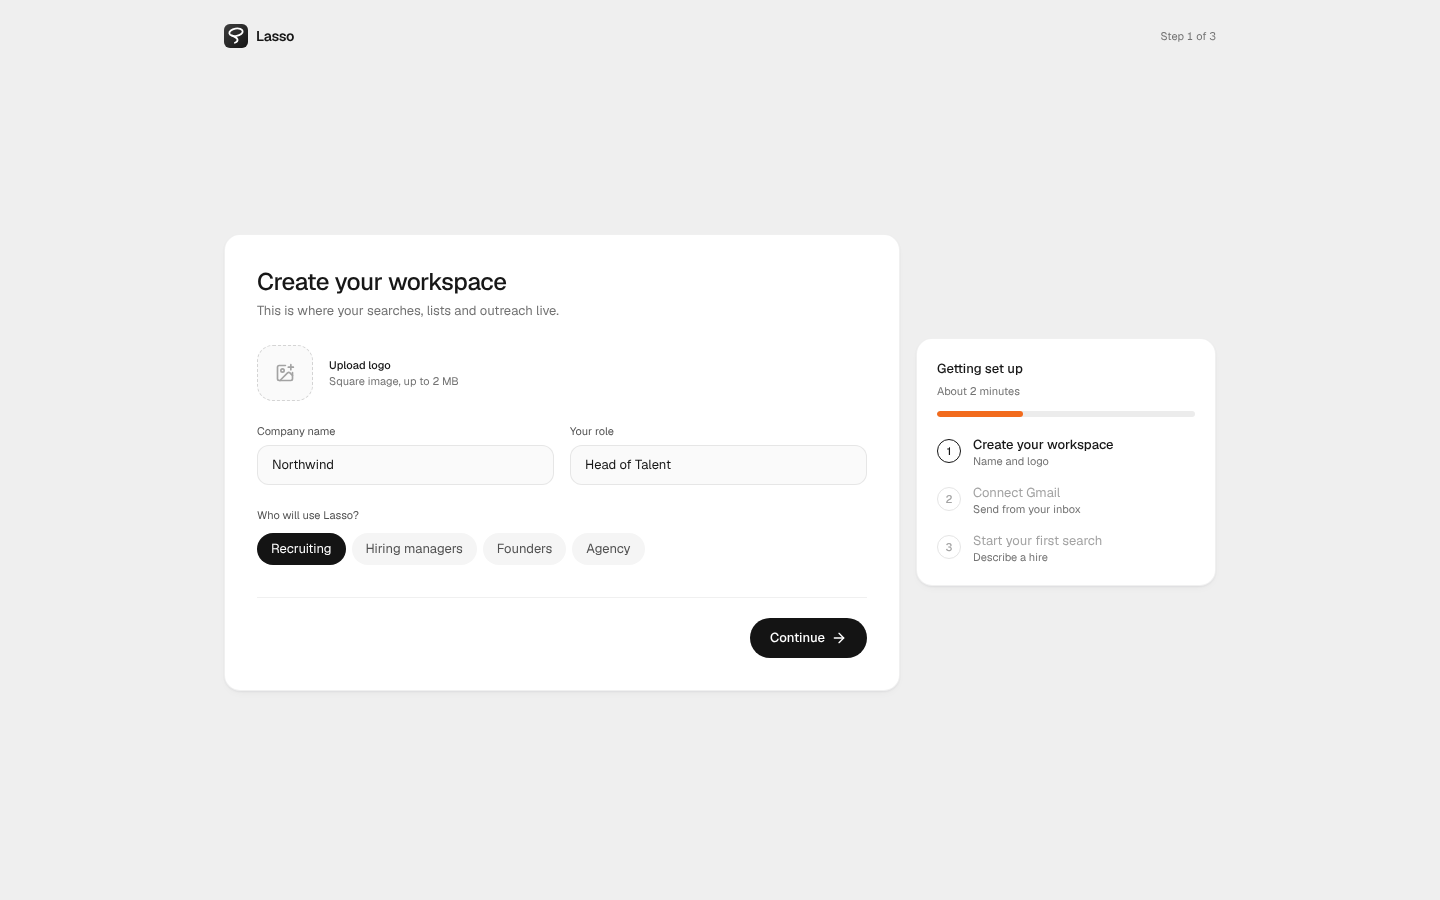 Lasso
Step 1 of 3
Create your workspace
This is where your searches, lists and outreach live.
Upload logo
Square image, up to 2 MB
Company name
Your role
Northwind
Head of Talent
Who will use Lasso?
Recruiting
Hiring managers
Founders
Agency
Continue
Getting set up
About 2 minutes
1
Create your workspace
Name and logo
2
Connect Gmail
Send from your inbox
3
Start your first search
Describe a hire